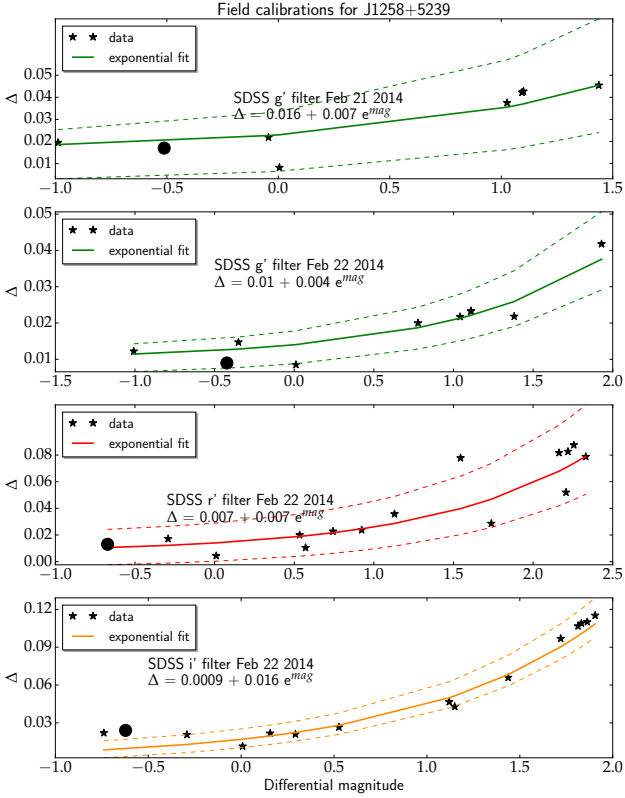 Field calibrations for J1258+5239
data
exponential fit
SDSS g' filter Feb 21 2014
Δ = 0.016 + 0.007 e^mag
Δ
0.05
0.04
0.03
0.02
0.01
−1.0 −0.5 0.0 0.5 1.0 1.5
data
exponential fit
SDSS g' filter Feb 22 2014
Δ = 0.01 + 0.004 e^mag
Δ
0.05
0.04
0.03
0.02
0.01
−1.5 −1.0 −0.5 0.0 0.5 1.0 1.5 2.0
data
exponential fit
SDSS r' filter Feb 22 2014
Δ = 0.007 + 0.007 e^mag
Δ
0.08
0.06
0.04
0.02
0.00
−1.0 −0.5 0.0 0.5 1.0 1.5 2.0 2.5
data
exponential fit
SDSS i' filter Feb 22 2014
Δ = 0.0009 + 0.016 e^mag
Δ
0.12
0.09
0.06
0.03
−1.0 −0.5 0.0 0.5 1.0 1.5 2.0
Differential magnitude